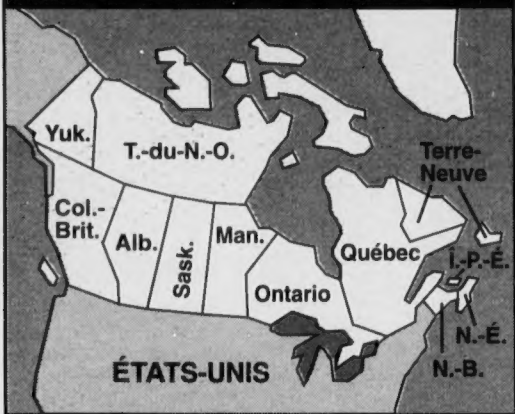 Yuk.
T.-du-N.-O.
Terre-
Neuve
Col.-
Brit.
Alb.
Sask.
Man.
Ontario
Québec
Î.-P.-É.
N.-É.
N.-B.
ÉTATS-UNIS